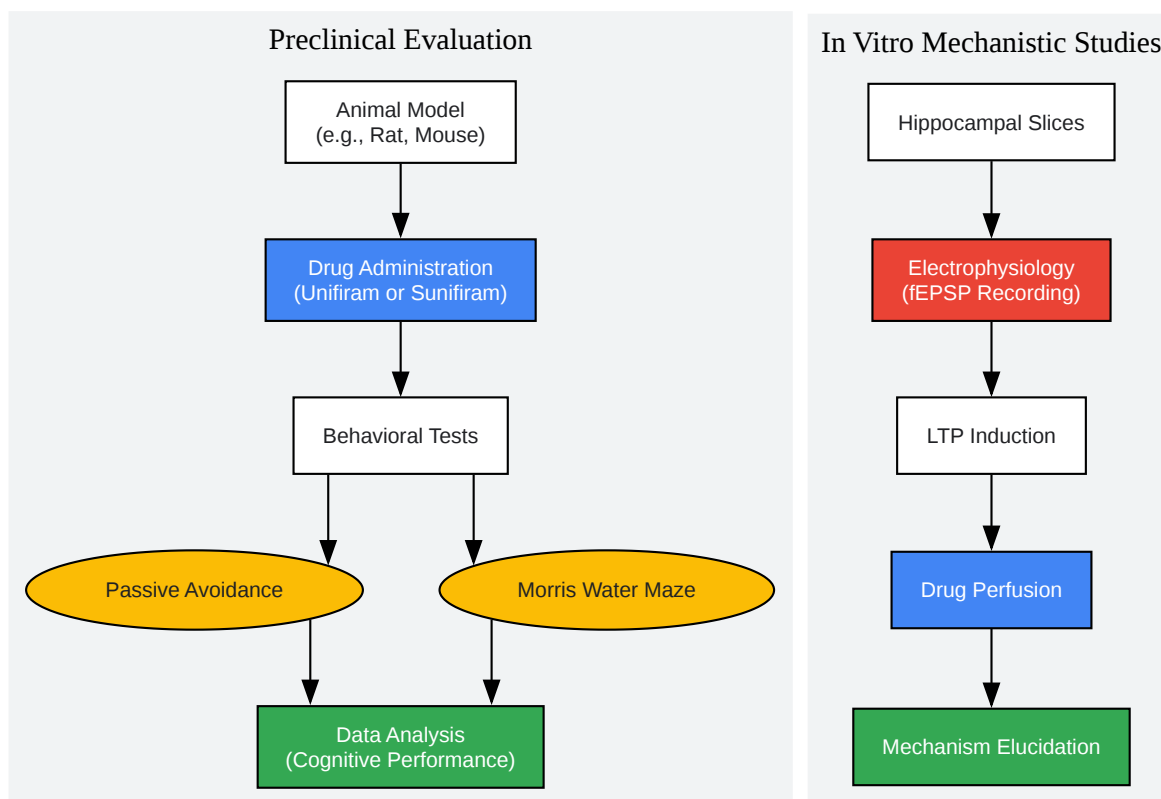 Preclinical Evaluation
Animal Model
(e.g., Rat, Mouse)
Drug Administration
(Unifiram or Sunifiram)
Behavioral Tests
Passive Avoidance
Morris Water Maze
Data Analysis
(Cognitive Performance)
In Vitro Mechanistic Studies
Hippocampal Slices
Electrophysiology
(fEPSP Recording)
LTP Induction
Drug Perfusion
Mechanism Elucidation